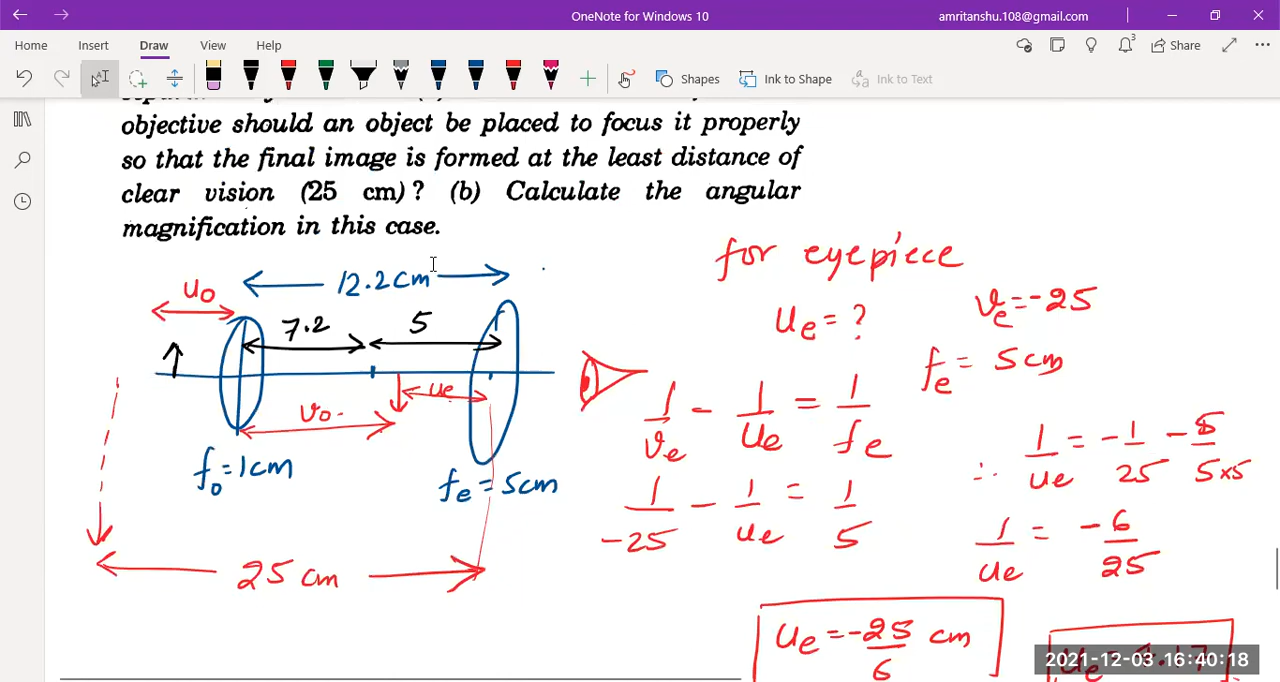 OneNote for Windows 10
amritanshu.108@gmail.com
Home Insert Draw View Help
Share
Shapes
Ink to Shape
Ink to Text
objective should an object be placed to focus it properly
so that the final image is formed at the least distance of
clear vision (25 cm)? (b) Calculate the angular
magnification in this case.
12.2cm
u₀
7.2
5
v₀
ue
f₀=1cm
fe=5cm
25 cm
for eyepiece
ue=?
ve=-25
fe=5cm
1/ve - 1/ue = 1/fe
1/-25 - 1/ue = 1/5
∴ 1/ue = -1/25 - 5/5×5
1/ue = -6/25
ue=-25/6 cm
2021-12-03 16:40:18